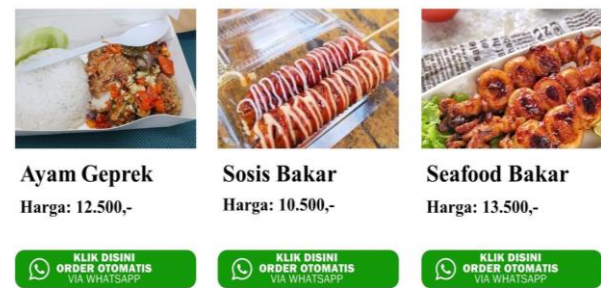 Ayam Geprek
Harga: 12.500,-
KLIK DISINI
ORDER OTOMATIS
VIA WHATSAPP
Sosis Bakar
Harga: 10.500,-
KLIK DISINI
ORDER OTOMATIS
VIA WHATSAPP
Seafood Bakar
Harga: 13.500,-
KLIK DISINI
ORDER OTOMATIS
VIA WHATSAPP